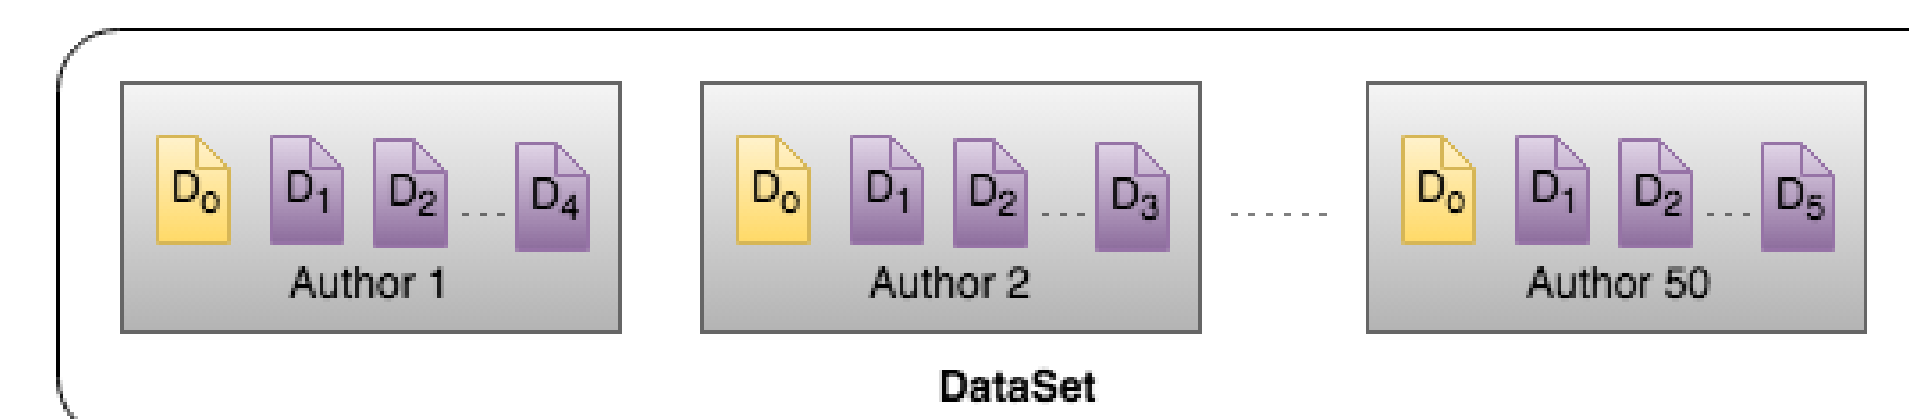 D₀ D₁ D₂ ---- D₄
Author 1
D₀ D₁ D₂ ---- D₃
Author 2
------
D₀ D₁ D₂ ---- D₅
Author 50
DataSet